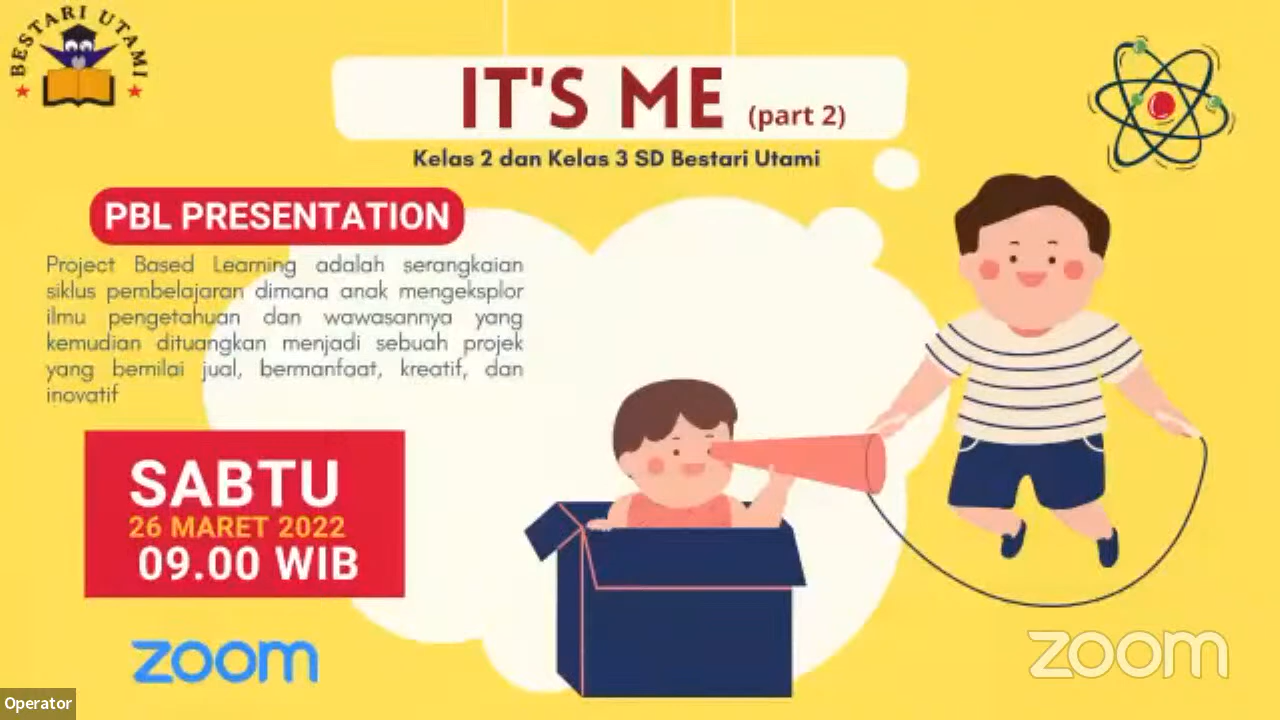 BESTARI UTAMI
IT'S ME (part 2)
Kelas 2 dan Kelas 3 SD Bestari Utami
PBL PRESENTATION
Project Based Learning adalah serangkaian
siklus pembelajaran dimana anak mengeksplor
ilmu pengetahuan dan wawasannya yang
kemudian dituangkan menjadi sebuah projek
yang bernilai jual, bermanfaat, kreatif, dan
inovatif
SABTU
26 MARET 2022
09.00 WIB
zoom
zoom
Operator